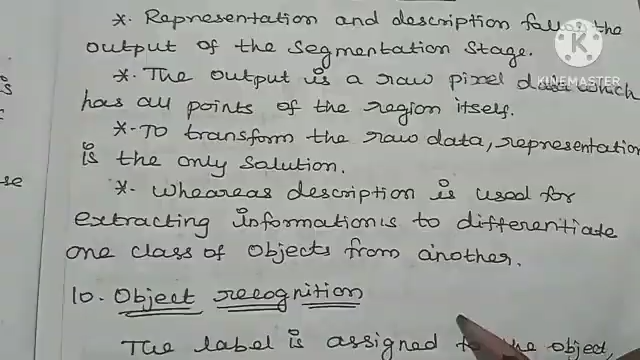 *. Representation and description follow the
output of the segmentation stage.
*. The output is a raw pixel data which
has all points of the region itself.
*. To transform the raw data, representation
is the only solution.
*. Wheareas description is used for
extracting informations to differentiate
one class of objects from another.
10. Object recognition
The label is assigned to the object,
KINEMASTER